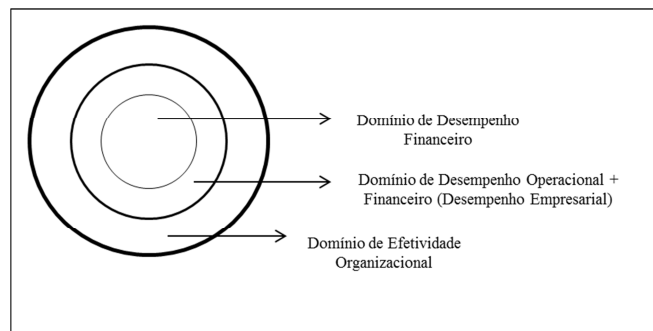 Domínio de Desempenho
Financeiro
Domínio de Desempenho Operacional +
Financeiro (Desempenho Empresarial)
Domínio de Efetividade
Organizacional